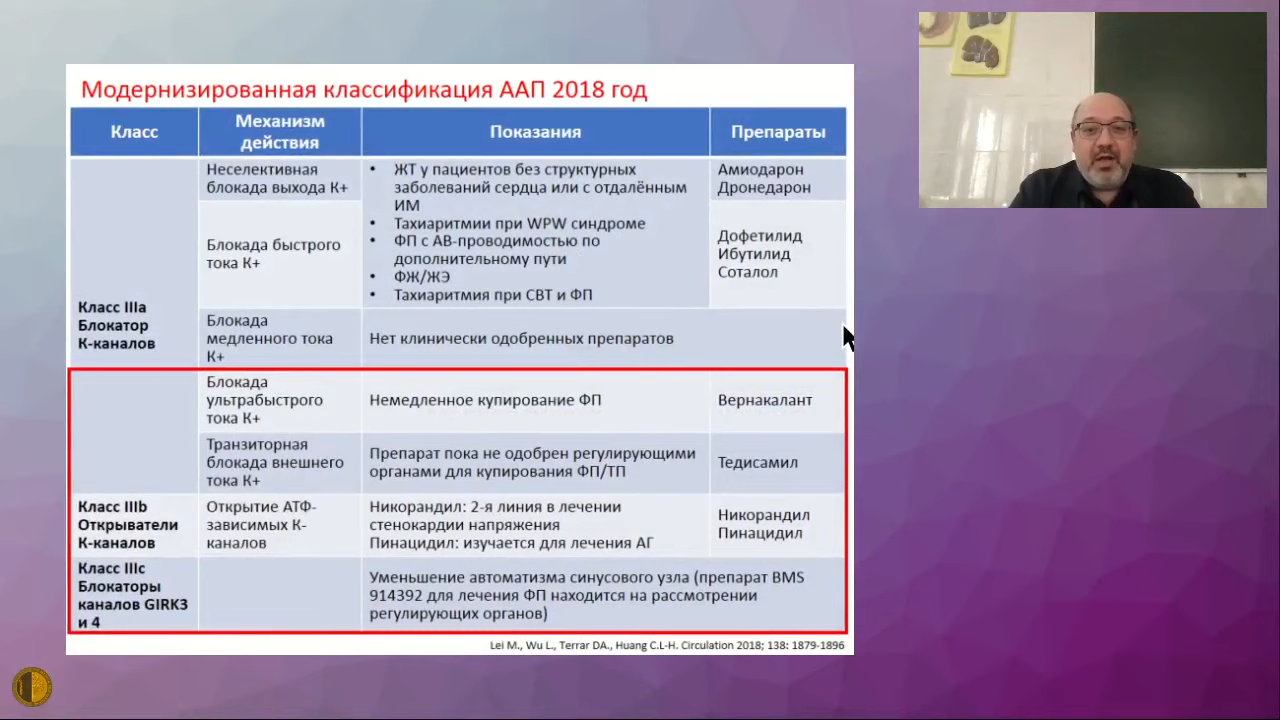 Модернизированная классификация ААП 2018 год
Класс
Механизм
действия
Показания
Препараты
Класс IIIa
Блокатор
К-каналов
Неселективная
блокада выхода К+
• ЖТ у пациентов без структурных
заболеваний сердца или с отдалённым
ИМ
• Тахиаритмии при WPW синдроме
• ФП с АВ-проводимостью по
дополнительному пути
• ФЖ/ЖЭ
• Тахиаритмия при СВТ и ФП
Амиодарон
Дронедарон
Блокада быстрого
тока К+
Дофетилид
Ибутилид
Соталол
Блокада
медленного тока
К+
Нет клинически одобренных препаратов
Блокада
ультрабыстрого
тока К+
Немедленное купирование ФП
Вернакалант
Транзиторная
блокада внешнего
тока К+
Препарат пока не одобрен регулирующими
органами для купирования ФП/ТП
Тедисамил
Класс IIIb
Открыватели
К-каналов
Открытие АТФ-
зависимых К-
каналов
Никорандил: 2-я линия в лечении
стенокардии напряжения
Пинацидил: изучается для лечения АГ
Никорандил
Пинацидил
Класс IIIc
Блокаторы
каналов GIRK3
и 4
Уменьшение автоматизма синусового узла (препарат BMS
914392 для лечения ФП находится на рассмотрении
регулирующих органов)
Lei M., Wu L., Terrar DA., Huang C.L-H. Circulation 2018; 138: 1879-1896